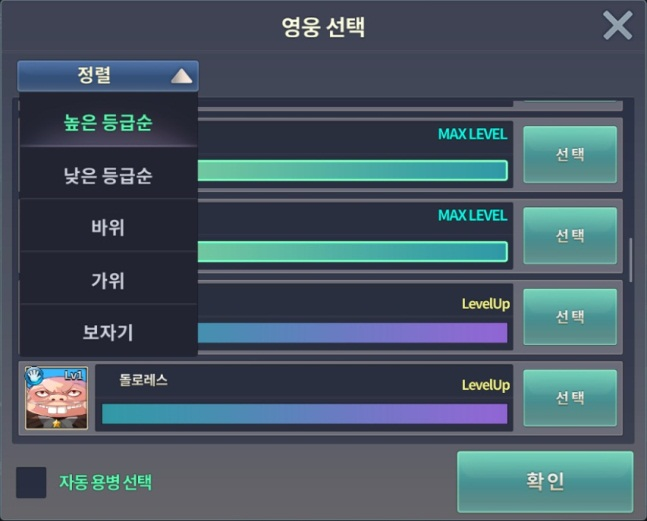 영웅 선택
정렬
높은 등급순
낮은 등급순
바위
가위
보자기
MAX LEVEL
선택
MAX LEVEL
선택
LevelUp
선택
Lv1
돌로레스
LevelUp
선택
자동 용병 선택
확인